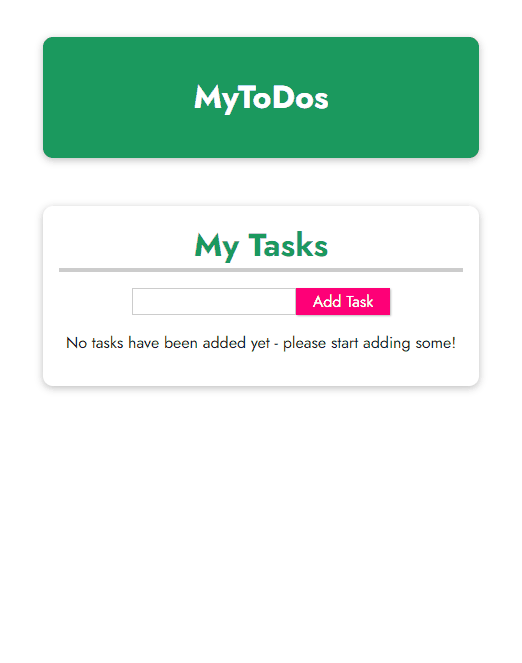 MyToDos
My Tasks
Add Task
No tasks have been added yet - please start adding some!